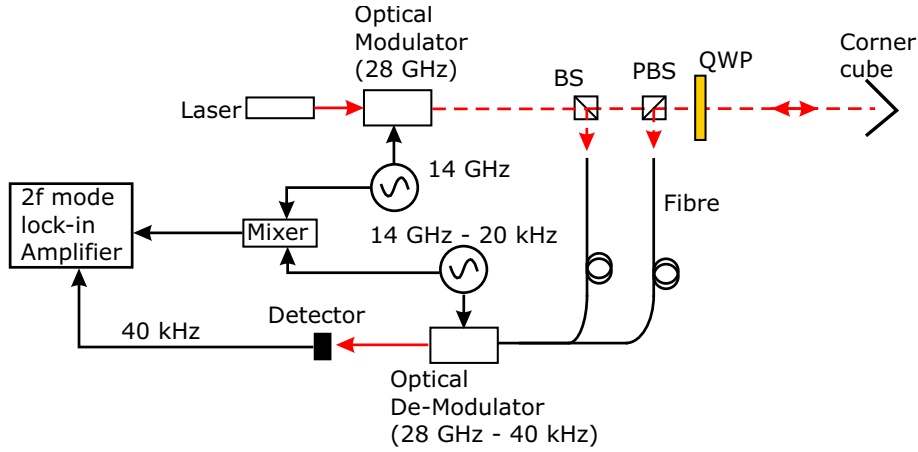 Optical
Modulator
(28 GHz)
Laser
BS
PBS
QWP
Corner
cube
14 GHz
2f mode
lock-in
Amplifier
Mixer
14 GHz - 20 kHz
Fibre
Detector
40 kHz
Optical
De-Modulator
(28 GHz - 40 kHz)